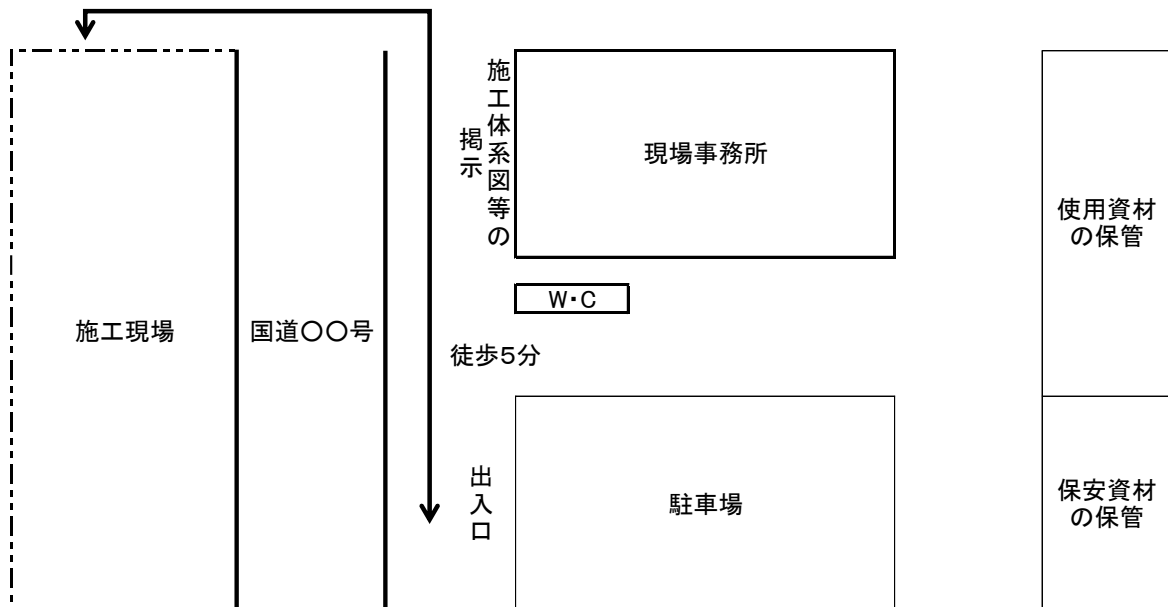 施工現場
国道〇〇号
施工体系図等の
掲示
現場事務所
W・C
徒歩5分
出入口
駐車場
使用資材
の保管
保安資材
の保管